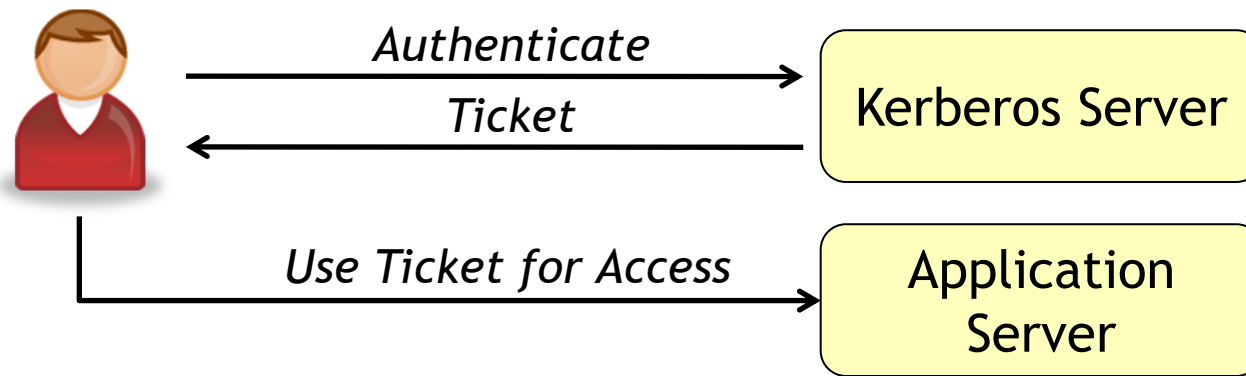 Authenticate
Kerberos Server
Ticket
Use Ticket for Access
Application
Server